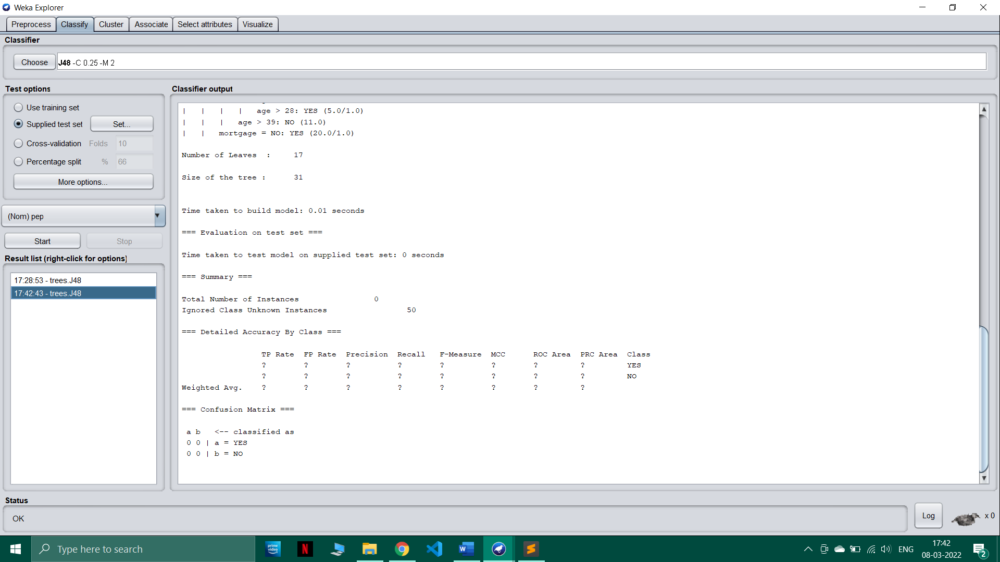 Weka Explorer
Preprocess Classify Cluster Associate Select attributes Visualize
Classifier
Choose J48 -C 0.25 -M 2
Test options
Use training set
Supplied test set Set...
Cross-validation Folds 10
Percentage split % 66
More options...
(Nom) pep
Start Stop
Result list (right-click for options)
17:28:53 - trees.J48
17:42:43 - trees.J48
Classifier output
| | | | age > 28: YES (5.0/1.0)
| | | age > 39: NO (11.0)
| | mortgage = NO: YES (20.0/1.0)
Number of Leaves : 17
Size of the tree : 31
Time taken to build model: 0.01 seconds
=== Evaluation on test set ===
Time taken to test model on supplied test set: 0 seconds
=== Summary ===
Total Number of Instances 0
Ignored Class Unknown Instances 50
=== Detailed Accuracy By Class ===
TP Rate FP Rate Precision Recall F-Measure MCC ROC Area PRC Area Class
? ? ? ? ? ? ? ? YES
? ? ? ? ? ? ? ? NO
Weighted Avg. ? ? ? ? ? ? ? ?
=== Confusion Matrix ===
a b <-- classified as
0 0 | a = YES
0 0 | b = NO
Status
OK
Log x 0
Type here to search
prime video
N
W
S
ENG
17:42
08-03-2022
2